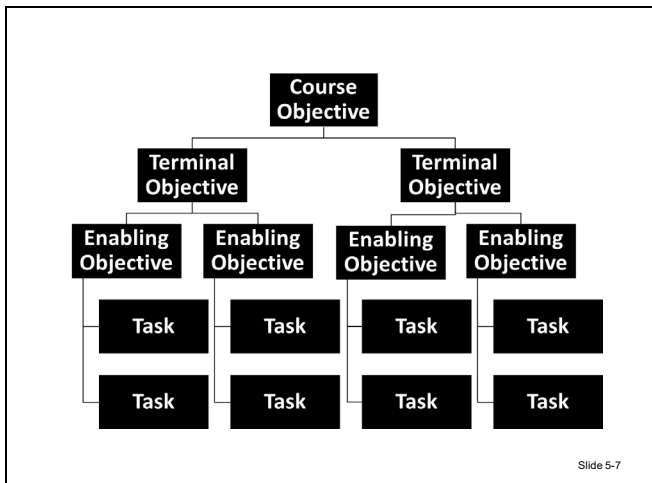 Course
Objective
Terminal
Objective
Terminal
Objective
Enabling
Objective
Enabling
Objective
Enabling
Objective
Enabling
Objective
Task
Task
Task
Task
Task
Task
Task
Task
Slide 5-7